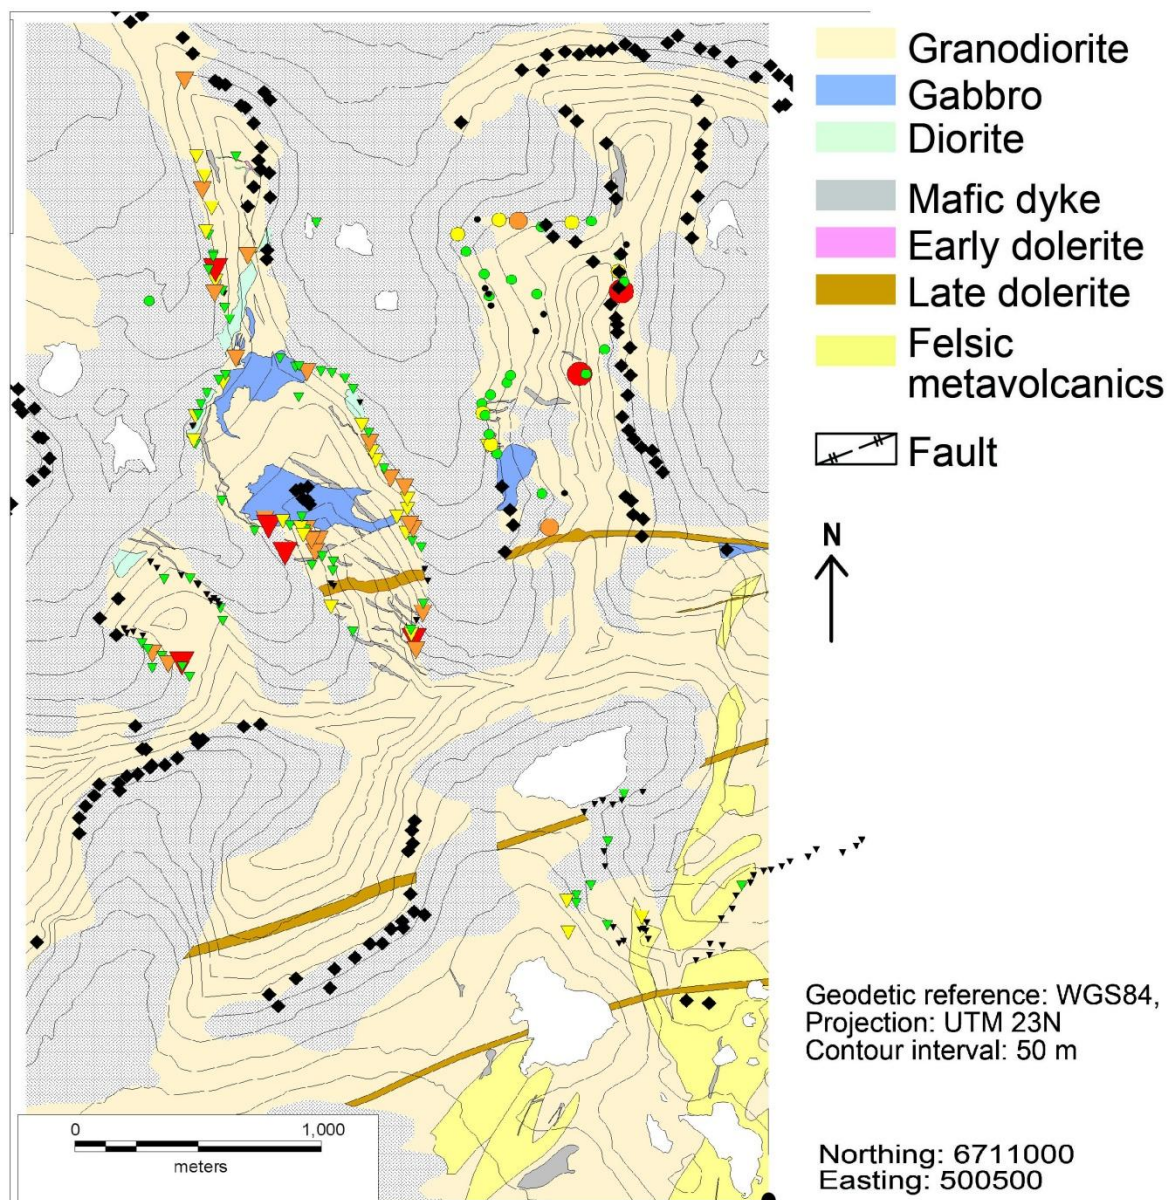 Granodiorite
Gabbro
Diorite
Mafic dyke
Early dolerite
Late dolerite
Felsic
metavolcanics
Fault
N
Geodetic reference: WGS84,
Projection: UTM 23N
Contour interval: 50 m
0 1,000
meters
Northing: 6711000
Easting: 500500